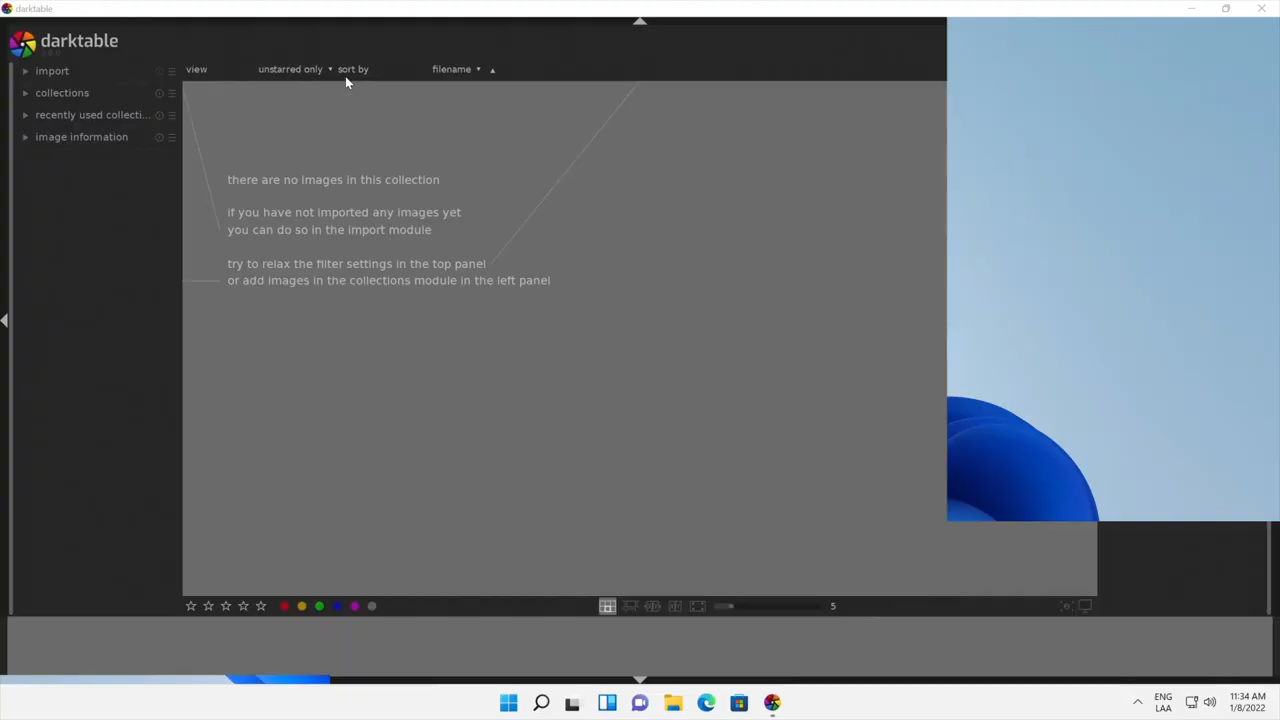 darktable
darktable
import
collections
recently used collecti...
image information
view
unstarred only
sort by
filename
there are no images in this collection
if you have not imported any images yet
you can do so in the import module
try to relax the filter settings in the top panel
or add images in the collections module in the left panel
5
ENG
LAA
11:34 AM
1/8/2022